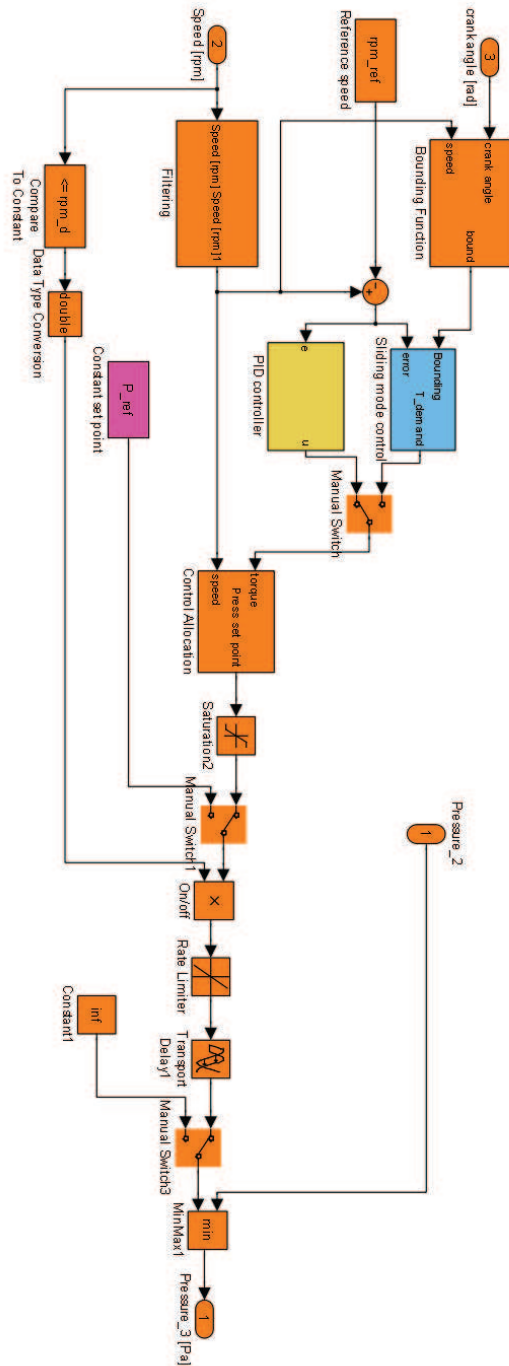 3
crankangle [rad]
crank angle
speed
bound
Bounding Function
rpm_ref
Reference speed
2
Speed [rpm]
Speed [rpm] Speed [rpm]1
Filtering
<= rpm_d
Compare
To Constant
double
Data Type Conversion
-
+
Bounding
T_demand
error
Sliding mode control
e
u
PID controller
P_ref
Constant set point
Manual Switch
torque
Press set point
speed
Control Allocation
Saturation2
Manual Switch1
×
On/off
Rate Limiter
Transport
Delay1
inf
Constant1
Manual Switch3
1
Pressure_2
min
MinMax1
1
Pressure_3 [Pa]